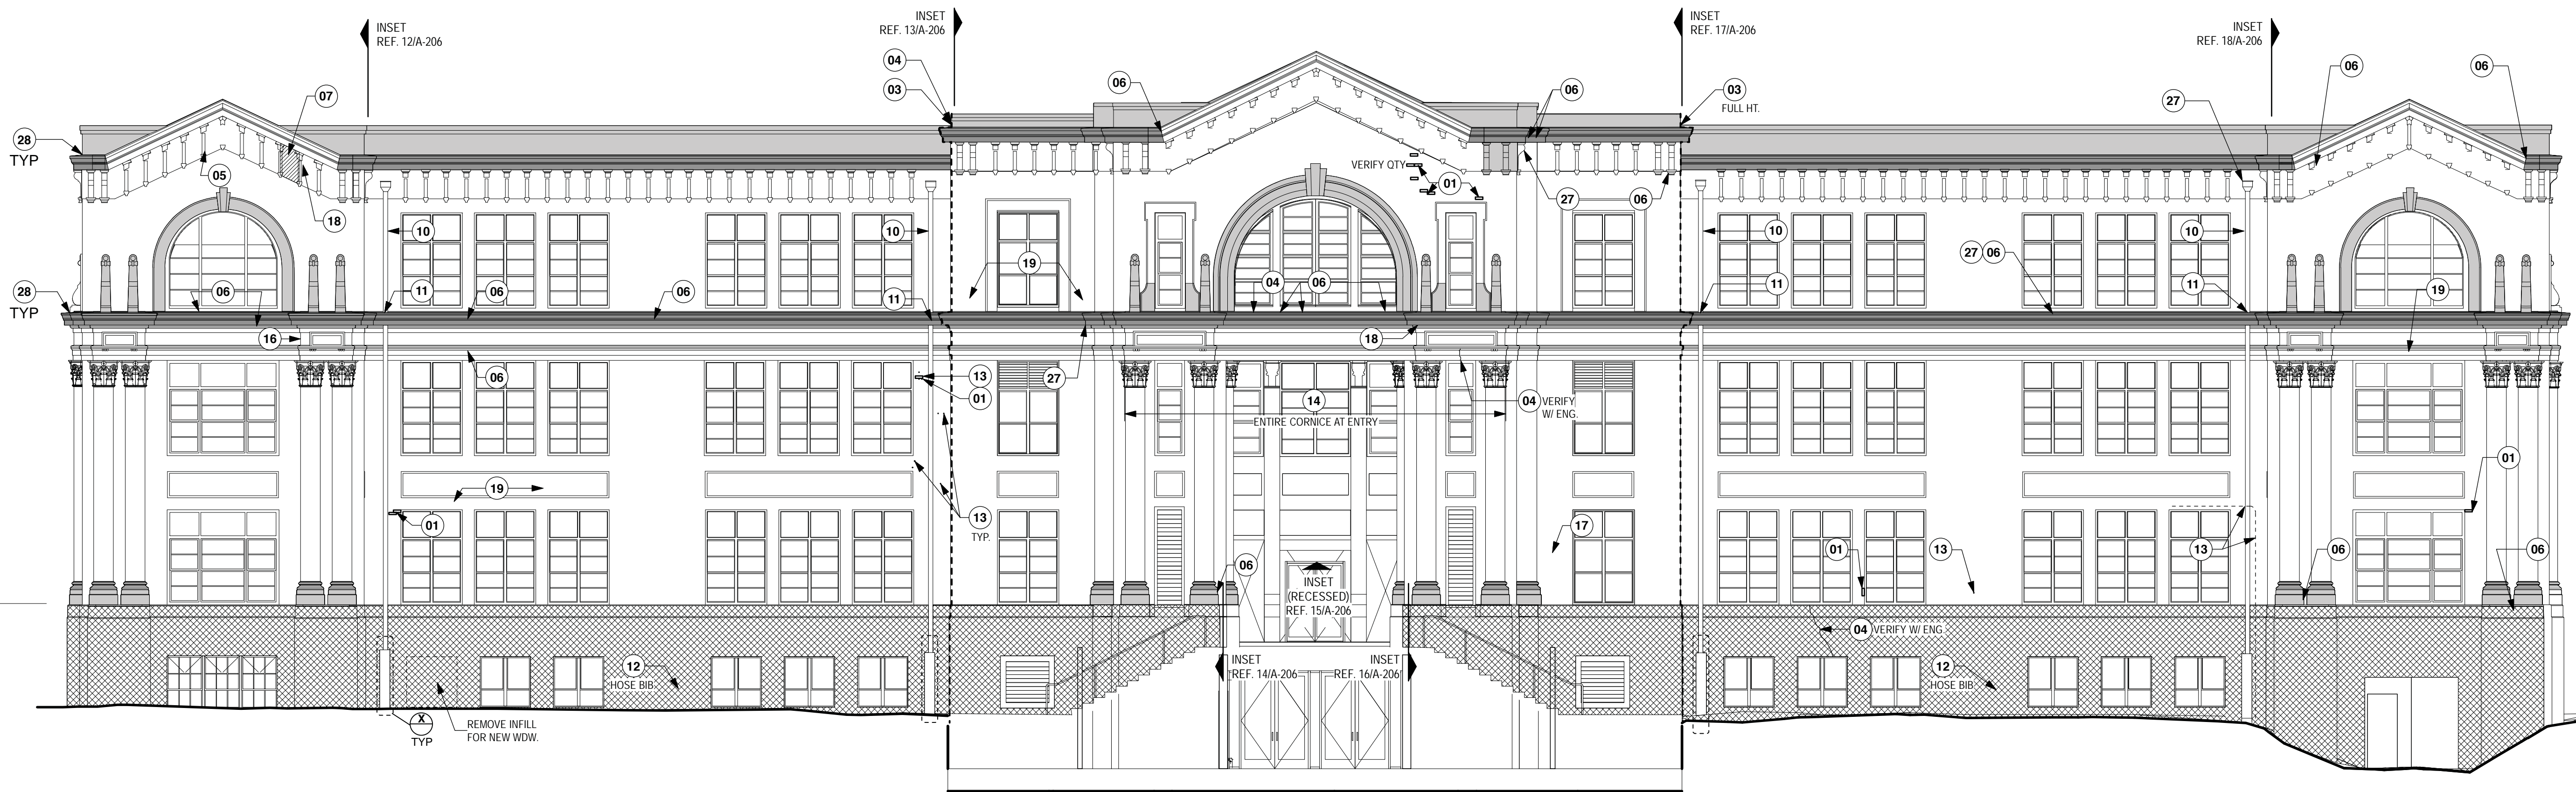 INSET
REF. 12/A-206
INSET
REF. 13/A-206
INSET
REF. 17/A-206
INSET
REF. 18/A-206
04
03
06
06
03
FULL HT.
27
06
06
07
28
TYP
05
18
VERIFY QTY
01
27
06
10
10
10
10
19
27 06
28
TYP
06
11
06
06
11
04
06
11
11
19
16
18
06
13
01
27
14
ENTIRE CORNICE AT ENTRY
04 VERIFY
W/ ENG.
19
01
13
TYP.
17
01
01
13
13
06
06
06
INSET
(RECESSED)
REF. 15/A-206
04 VERIFY W/ ENG
12
HOSE BIB
INSET
REF. 14/A-206
INSET
REF. 16/A-206
12
HOSE BIB
X
TYP
REMOVE INFILL
FOR NEW WDW.